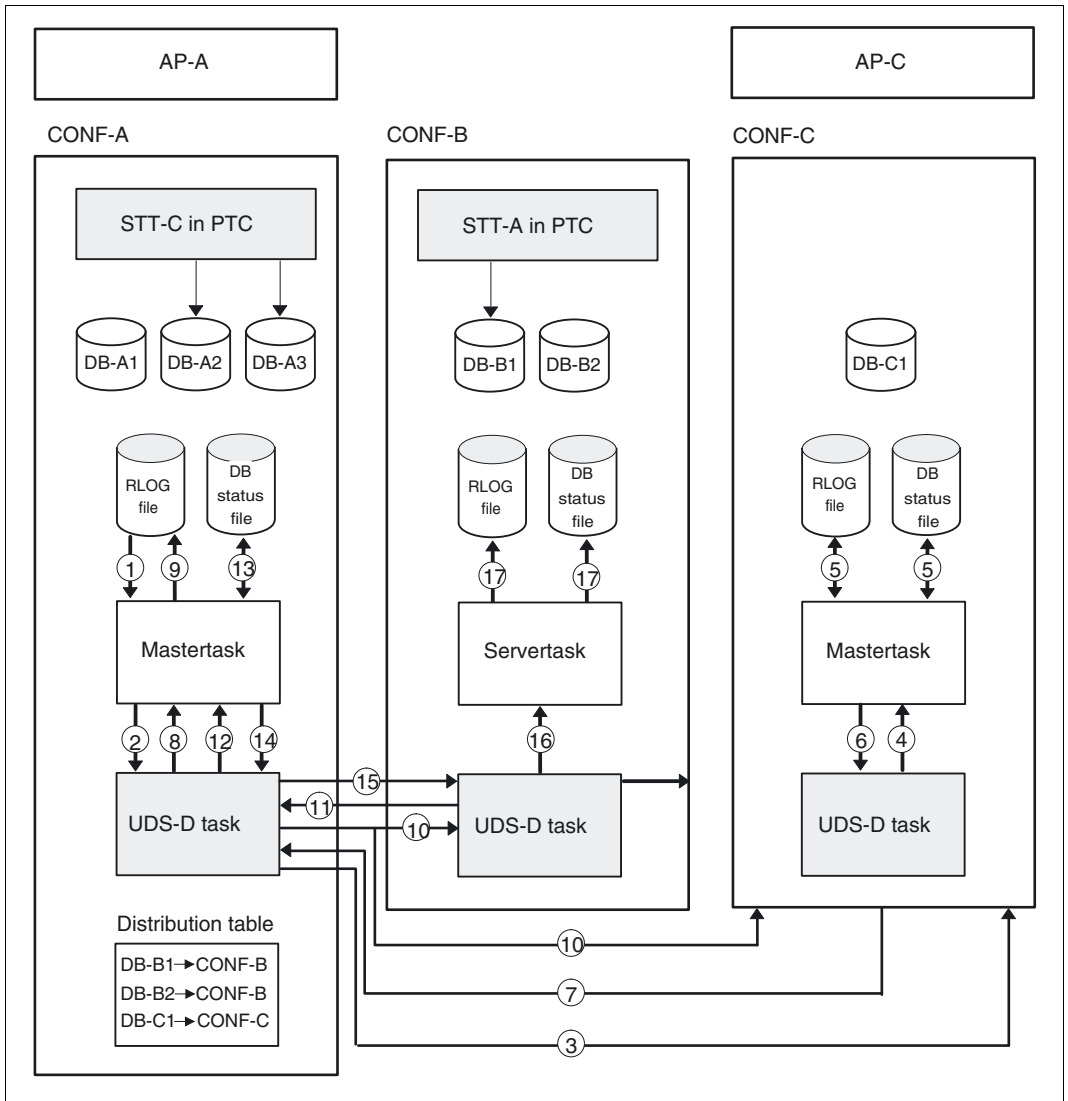 AP-A
AP-C
CONF-A
CONF-B
CONF-C
STT-C in PTC
STT-A in PTC
DB-A1
DB-A2
DB-A3
DB-B1
DB-B2
DB-C1
RLOG
file
DB
status
file
RLOG
file
DB
status
file
RLOG
file
DB
status
file
1
9
13
17
17
5
5
Mastertask
Servertask
Mastertask
2
8
12
14
16
6
4
15
11
10
UDS-D task
UDS-D task
UDS-D task
Distribution table
DB-B1→CONF-B
DB-B2→CONF-B
DB-C1→CONF-C
10
7
3